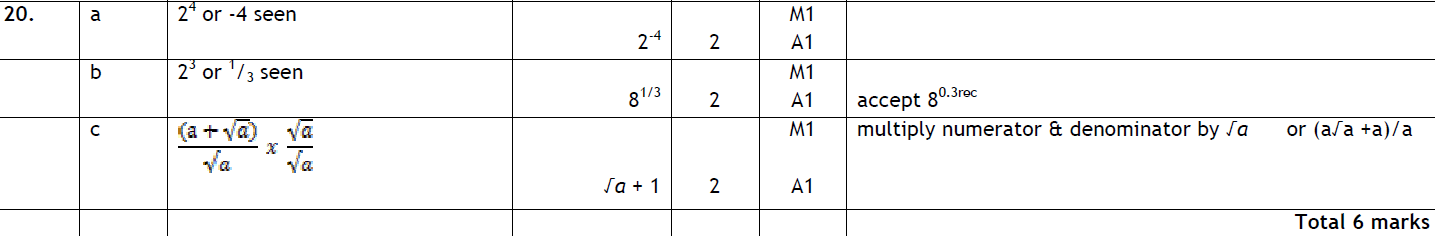 20. a 2⁴ or -4 seen M1
2⁻⁴ 2 A1
b 2³ or ¹/₃ seen M1
8^1/3 2 A1 accept 8^0.3rec
c (a + √a)/√a x √a/√a M1 multiply numerator & denominator by √a or (a√a +a)/a
√a + 1 2 A1
Total 6 marks